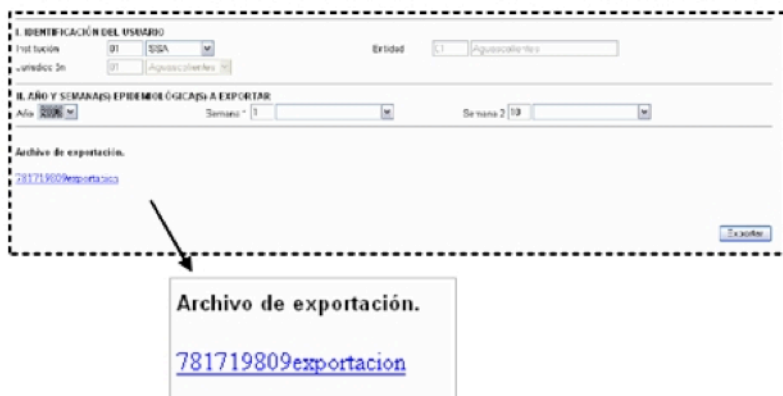 I. IDENTIFICACIÓN DEL USUARIO
Institución 01 SSA Entidad 01 Aguascalientes
Jurisdicción 01 Aguascalientes
II. AÑO Y SEMANA(S) EPIDEMIOLÓGICA(S) A EXPORTAR
Año 2006 Semana 1 1 Semana 2 10
Archivo de exportación.
781719809exportacion
Exportar
Archivo de exportación.
781719809exportacion